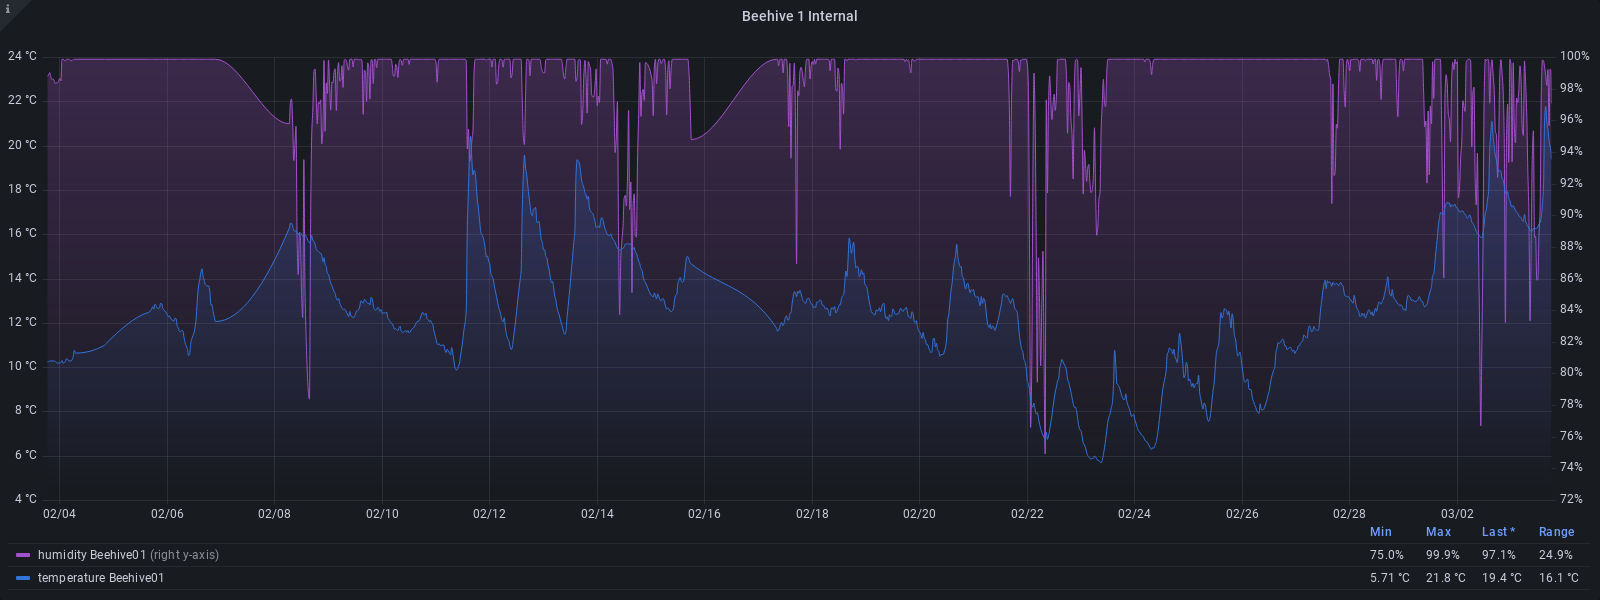 i
Beehive 1 Internal
24 °C
22 °C
20 °C
18 °C
16 °C
14 °C
12 °C
10 °C
8 °C
6 °C
4 °C
100%
98%
96%
94%
92%
90%
88%
86%
84%
82%
80%
78%
76%
74%
72%
02/04 02/06 02/08 02/10 02/12 02/14 02/16 02/18 02/20 02/22 02/24 02/26 02/28 03/02
Min Max Last * Range
humidity Beehive01 (right y-axis) 75.0% 99.9% 97.1% 24.9%
temperature Beehive01 5.71 °C 21.8 °C 19.4 °C 16.1 °C